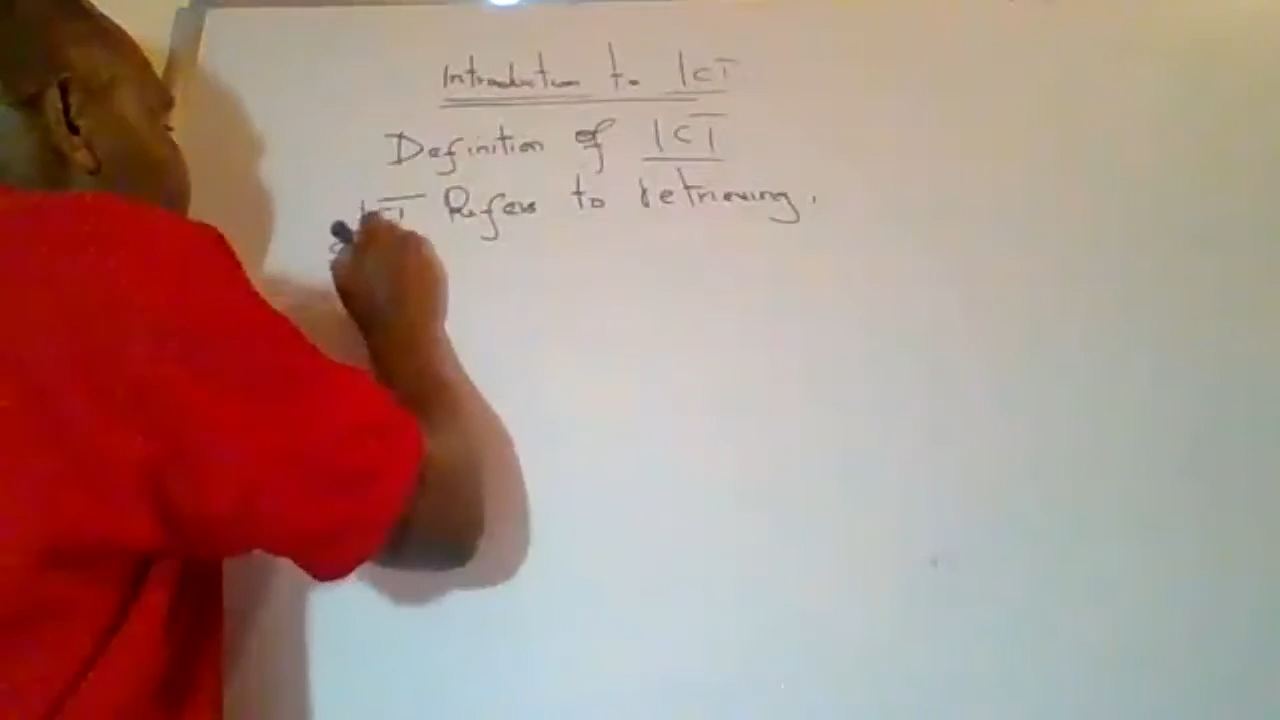 Introduction to ICT
Definition of ICT
ICT Refers to retrieving,